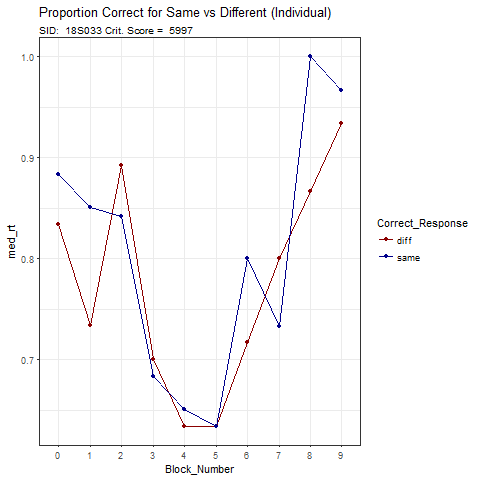 Proportion Correct for Same vs Different (Individual)
SID:  18S033 Crit. Score =  5997
1.0
0.9
0.8
0.7
med_rt
0 1 2 3 4 5 6 7 8 9
Block_Number
Correct_Response
diff
same